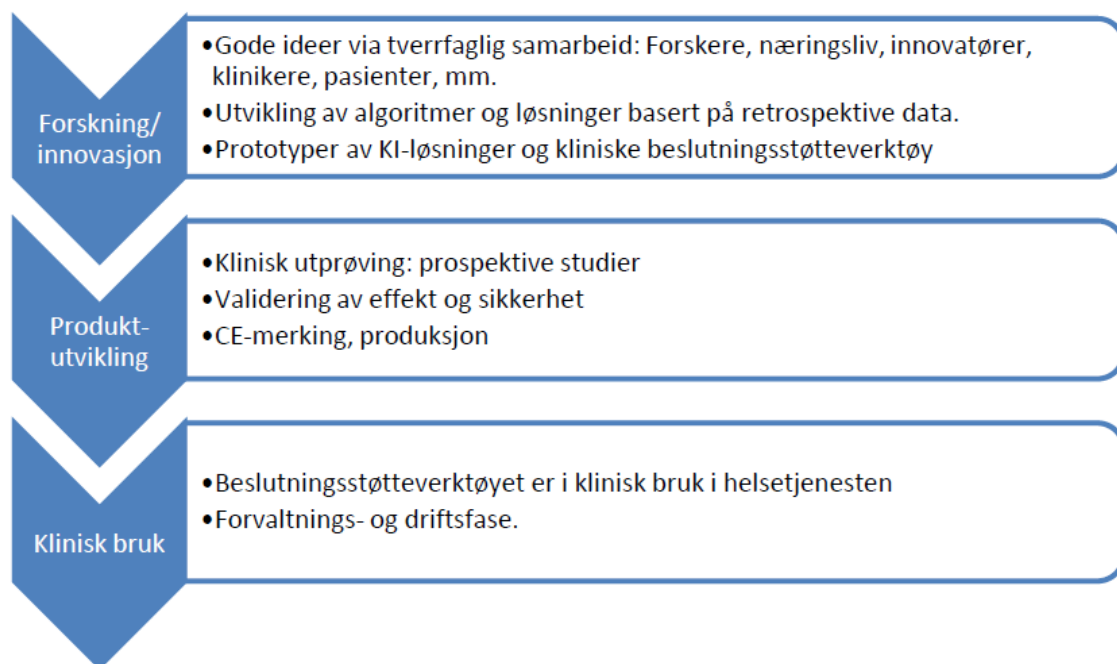 Forskning/
innovasjon
•Gode ideer via tverrfaglig samarbeid: Forskere, næringsliv, innovatører,
klinikere, pasienter, mm.
•Utvikling av algoritmer og løsninger basert på retrospektive data.
•Prototyper av KI-løsninger og kliniske beslutningsstøtteverktøy
Produkt-
utvikling
•Klinisk utprøving: prospektive studier
•Validering av effekt og sikkerhet
•CE-merking, produksjon
Klinisk bruk
•Beslutningsstøtteverktøyet er i klinisk bruk i helsetjenesten
•Forvaltnings- og driftsfase.